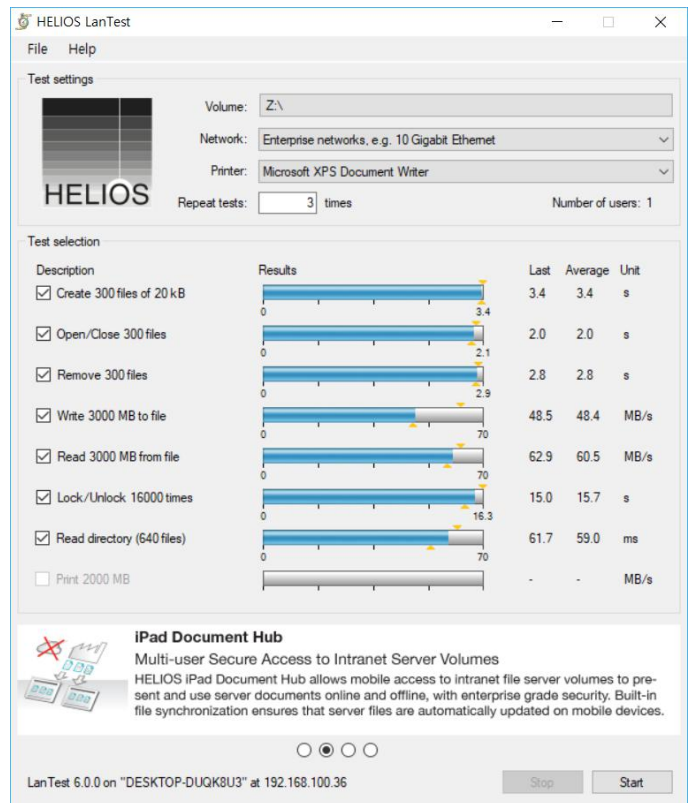 HELIOS LanTest
File Help
Test settings
HELIOS
Volume: Z:\
Network: Enterprise networks, e.g. 10 Gigabit Ethernet
Printer: Microsoft XPS Document Writer
Repeat tests: 3 times Number of users: 1
Test selection
Description Results Last Average Unit
Create 300 files of 20 kB 3.4 3.4 s
0 3.4
Open/Close 300 files 2.0 2.0 s
0 2.1
Remove 300 files 2.8 2.8 s
0 2.9
Write 3000 MB to file 48.5 48.4 MB/s
0 70
Read 3000 MB from file 62.9 60.5 MB/s
0 70
Lock/Unlock 16000 times 15.0 15.7 s
0 16.3
Read directory (640 files) 61.7 59.0 ms
0 70
Print 2000 MB - - MB/s
iPad Document Hub
Multi-user Secure Access to Intranet Server Volumes
HELIOS iPad Document Hub allows mobile access to intranet file server volumes to pre-
sent and use server documents online and offline, with enterprise grade security. Built-in
file synchronization ensures that server files are automatically updated on mobile devices.
LanTest 6.0.0 on "DESKTOP-DUQK8U3" at 192.168.100.36 Stop Start